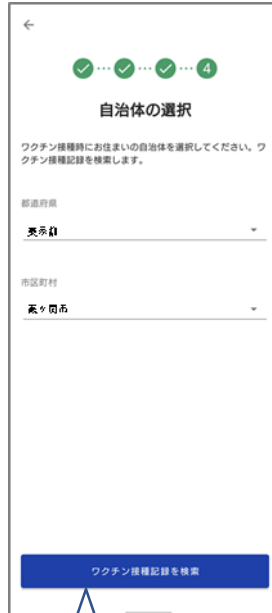 4
自治体の選択
ワクチン接種時にお住まいの自治体を選択してください。ワ
クチン接種記録を検索します。
都道府県
市区町村
ワクチン接種記録を検索